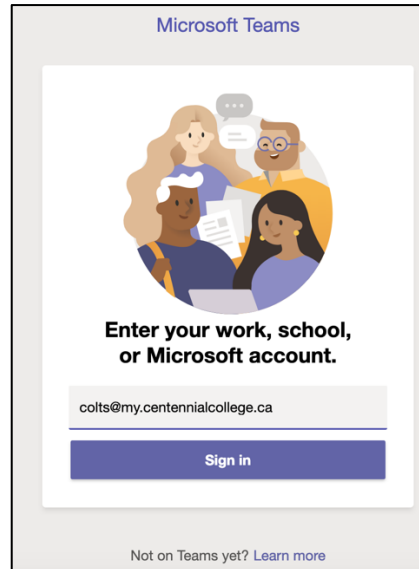 Microsoft Teams
Enter your work, school,
or Microsoft account.
colts@my.centennialcollege.ca
Sign in
Not on Teams yet? Learn more